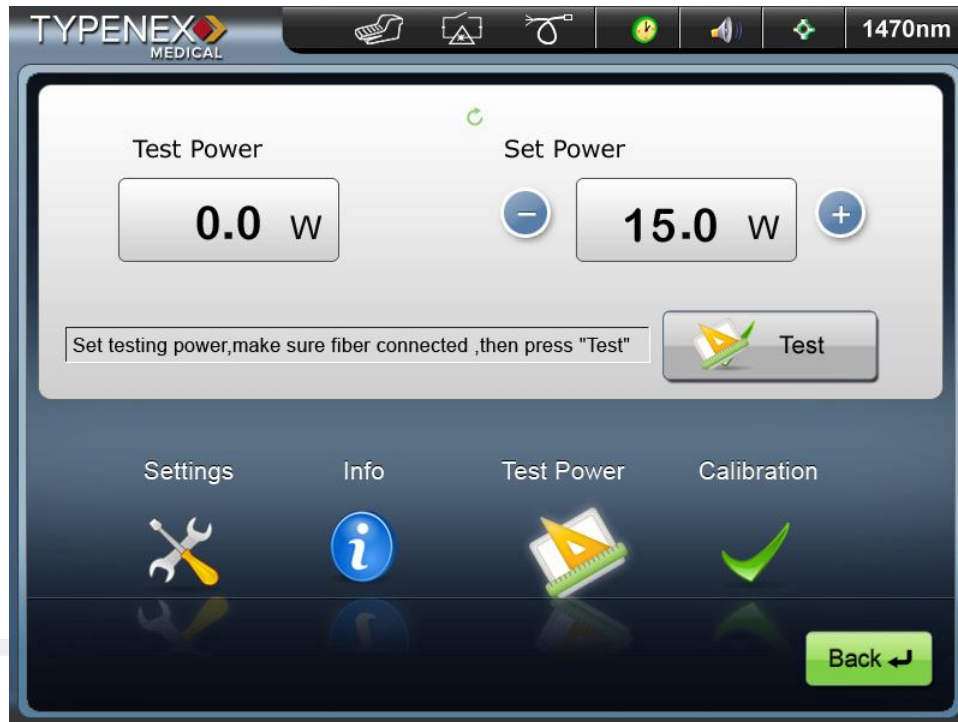 TYPENEX
MEDICAL
1470nm
Test Power
Set Power
0.0 W
15.0 W
Set testing power,make sure fiber connected ,then press "Test"
Test
Settings
Info
Test Power
Calibration
Back